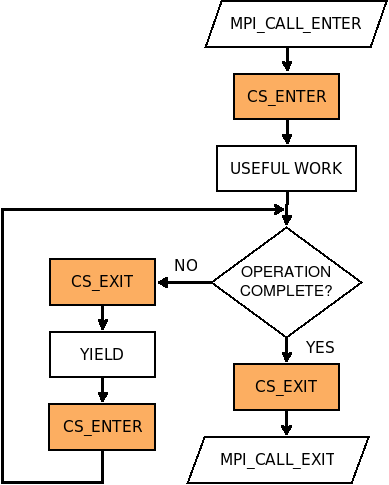 MPI_CALL_ENTER
CS_ENTER
USEFUL WORK
OPERATION
COMPLETE?
NO
CS_EXIT
YIELD
CS_ENTER
YES
CS_EXIT
MPI_CALL_EXIT